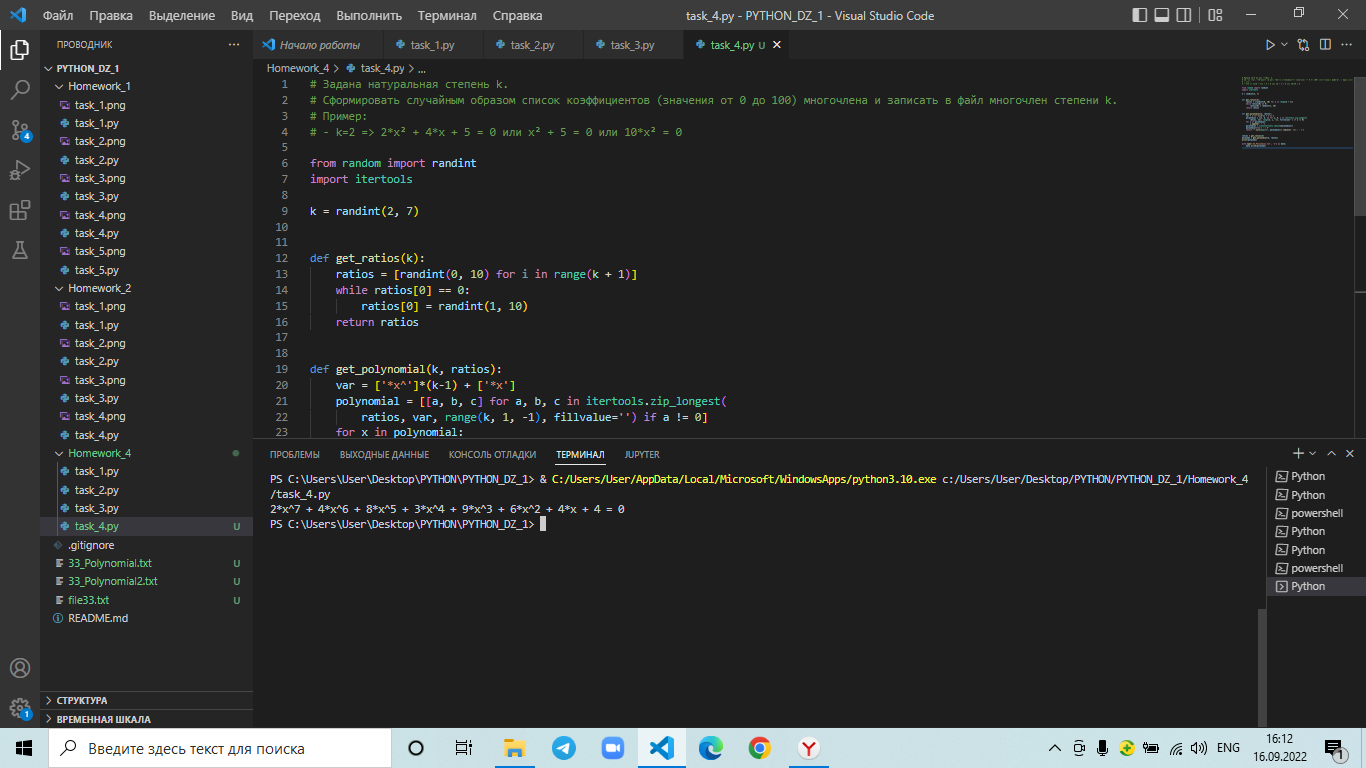 Файл Правка Выделение Вид Переход Выполнить Терминал Справка task_4.py - PYTHON_DZ_1 - Visual Studio Code
ПРОВОДНИК ...
Начало работы task_1.py task_2.py task_3.py task_4.py U
PYTHON_DZ_1
Homework_1
task_1.png
task_1.py
task_2.png
task_2.py
task_3.png
task_3.py
task_4.png
task_4.py
task_5.png
task_5.py
Homework_2
task_1.png
task_1.py
task_2.png
task_2.py
task_3.png
task_3.py
task_4.png
task_4.py
Homework_4
task_1.py
task_2.py
task_3.py
task_4.py U
.gitignore
33_Polynomial.txt U
33_Polynomial2.txt U
file33.txt U
README.md
СТРУКТУРА
ВРЕМЕННАЯ ШКАЛА
4
1
Homework_4 > task_4.py > ...
1 # Задана натуральная степень k.
2 # Сформировать случайным образом список коэффициентов (значения от 0 до 100) многочлена и записать в файл многочлен степени k.
3 # Пример:
4 # - k=2 => 2*x² + 4*x + 5 = 0 или x² + 5 = 0 или 10*x² = 0
5
6 from random import randint
7 import itertools
8
9 k = randint(2, 7)
10
11
12 def get_ratios(k):
13 ratios = [randint(0, 10) for i in range(k + 1)]
14 while ratios[0] == 0:
15 ratios[0] = randint(1, 10)
16 return ratios
17
18
19 def get_polynomial(k, ratios):
20 var = ['*x^']*(k-1) + ['*x']
21 polynomial = [[a, b, c] for a, b, c in itertools.zip_longest(
22 ratios, var, range(k, 1, -1), fillvalue='') if a != 0]
23 for x in polynomial:
ПРОБЛЕМЫ ВЫХОДНЫЕ ДАННЫЕ КОНСОЛЬ ОТЛАДКИ ТЕРМИНАЛ JUPYTER
PS C:\Users\User\Desktop\PYTHON\PYTHON_DZ_1> & C:/Users/User/AppData/Local/Microsoft/WindowsApps/python3.10.exe c:/Users/User/Desktop/PYTHON/PYTHON_DZ_1/Homework_4
/task_4.py
2*x^7 + 4*x^6 + 8*x^5 + 3*x^4 + 9*x^3 + 6*x^2 + 4*x + 4 = 0
PS C:\Users\User\Desktop\PYTHON\PYTHON_DZ_1>
Python
Python
powershell
Python
Python
powershell
Python
Введите здесь текст для поиска
ENG
16:12
16.09.2022
1